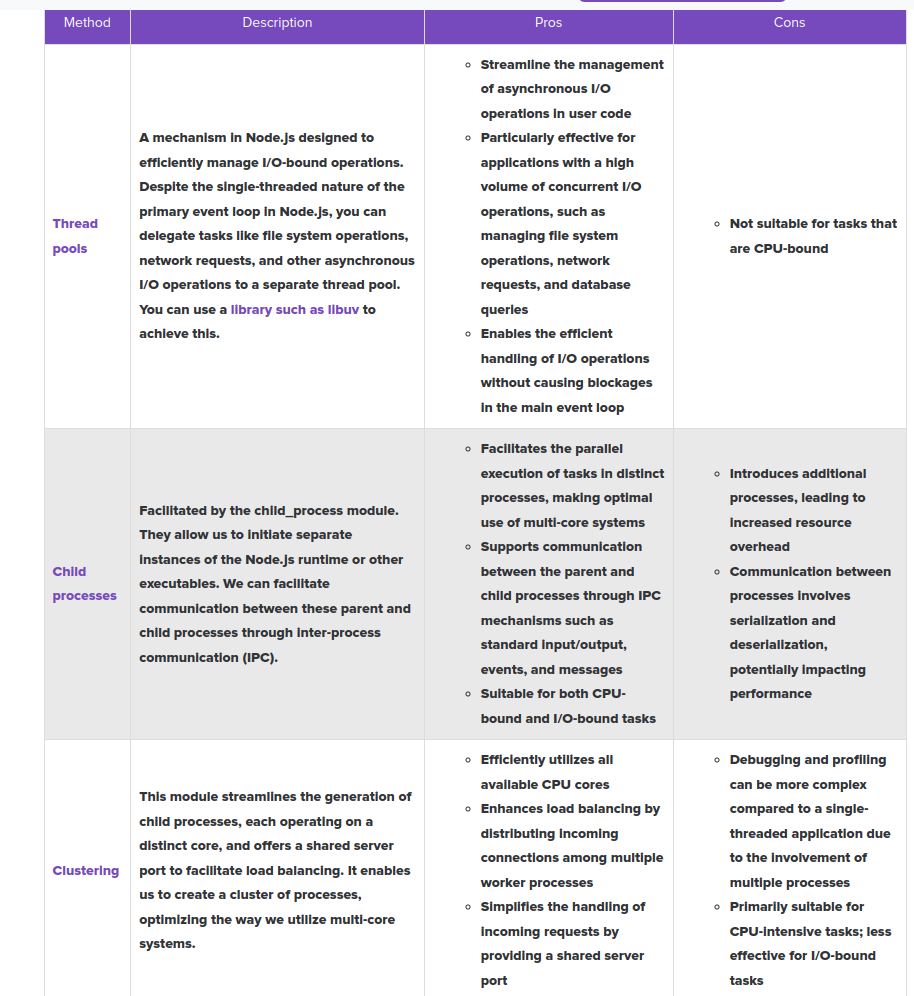 Method
Description
Pros
Cons
Thread
pools
A mechanism in Node.js designed to
efficiently manage I/O-bound operations.
Despite the single-threaded nature of the
primary event loop in Node.js, you can
delegate tasks like file system operations,
network requests, and other asynchronous
I/O operations to a separate thread pool.
You can use a library such as libuv to
achieve this.
Streamline the management
of asynchronous I/O
operations in user code
Particularly effective for
applications with a high
volume of concurrent I/O
operations, such as
managing file system
operations, network
requests, and database
queries
Enables the efficient
handling of I/O operations
without causing blockages
in the main event loop
Not suitable for tasks that
are CPU-bound
Child
processes
Facilitated by the child_process module.
They allow us to initiate separate
instances of the Node.js runtime or other
executables. We can facilitate
communication between these parent and
child processes through inter-process
communication (IPC).
Facilitates the parallel
execution of tasks in distinct
processes, making optimal
use of multi-core systems
Supports communication
between the parent and
child processes through IPC
mechanisms such as
standard input/output,
events, and messages
Suitable for both CPU-
bound and I/O-bound tasks
Introduces additional
processes, leading to
increased resource
overhead
Communication between
processes involves
serialization and
deserialization,
potentially impacting
performance
Clustering
This module streamlines the generation of
child processes, each operating on a
distinct core, and offers a shared server
port to facilitate load balancing. It enables
us to create a cluster of processes,
optimizing the way we utilize multi-core
systems.
Efficiently utilizes all
available CPU cores
Enhances load balancing by
distributing incoming
connections among multiple
worker processes
Simplifies the handling of
incoming requests by
providing a shared server
port
Debugging and profiling
can be more complex
compared to a single-
threaded application due
to the involvement of
multiple processes
Primarily suitable for
CPU-intensive tasks; less
effective for I/O-bound
tasks